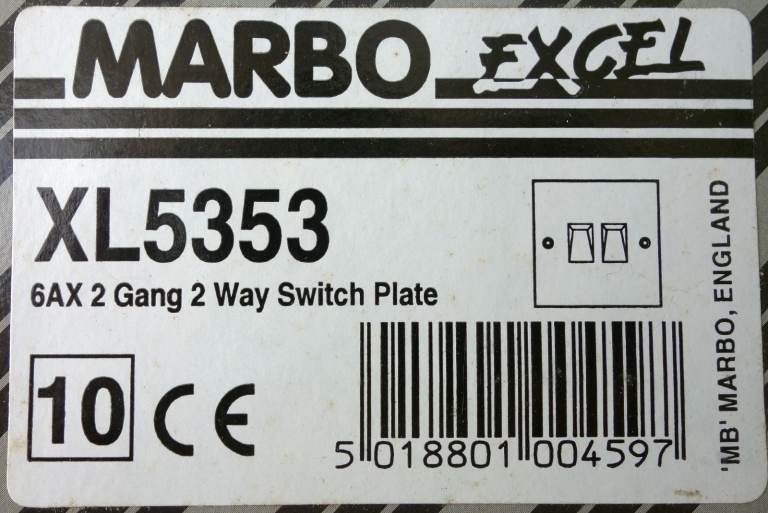 MARBO EXCEL
XL5353
6AX 2 Gang 2 Way Switch Plate
10 CE
5 018801 004597
'MB' MARBO, ENGLAND